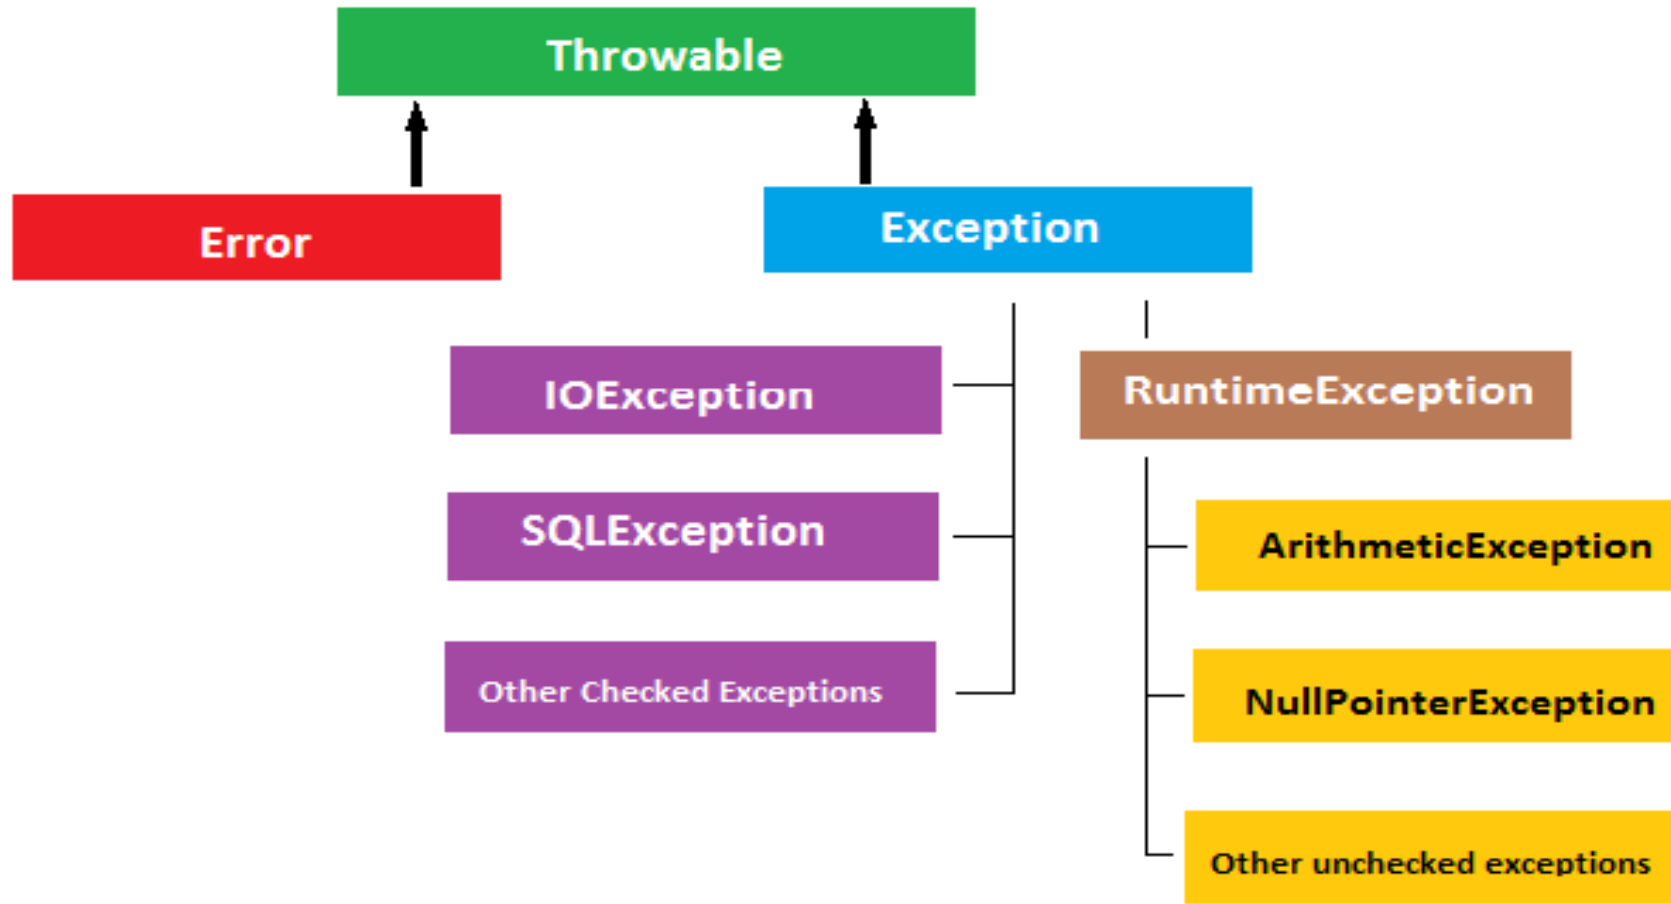 Throwable
Error
Exception
IOException
RuntimeException
SQLException
ArithmeticException
Other Checked Exceptions
NullPointerException
Other unchecked exceptions